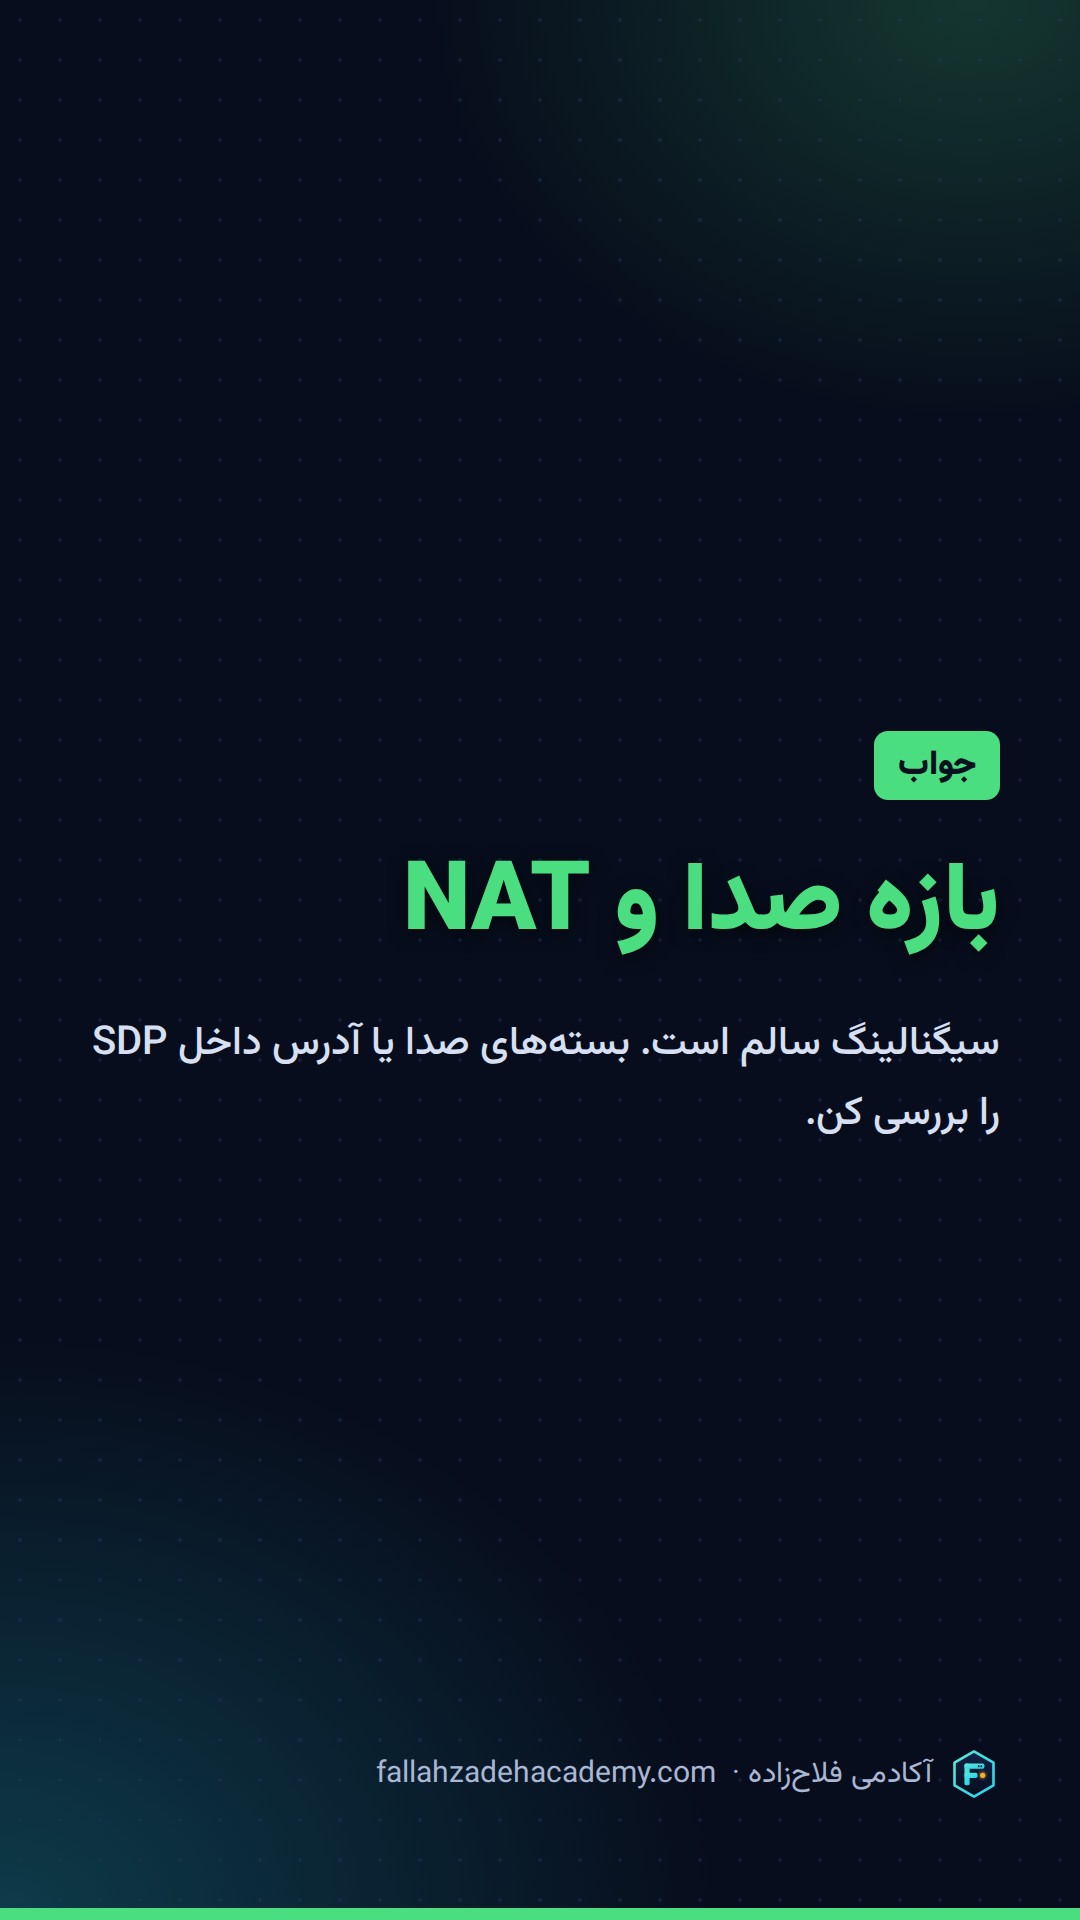 جواب
بازه صدا و NAT
سیگنالینگ سالم است. بسته‌های صدا یا آدرس داخل SDP
را بررسی کن.
آکادمی فلاح‌زاده · fallahzadehacademy.com